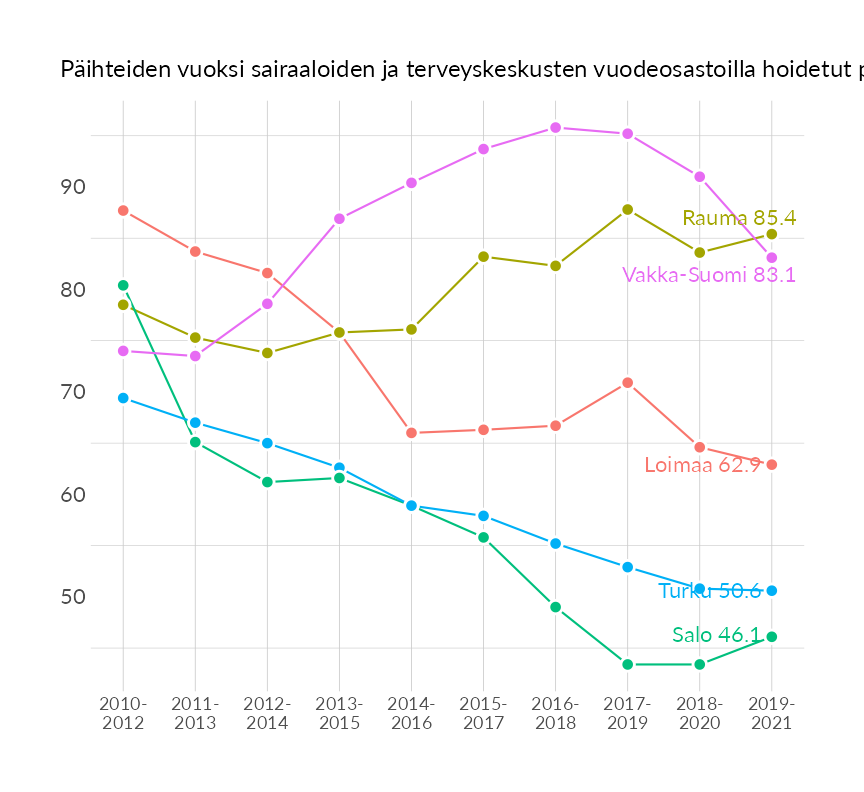 Päihteiden vuoksi sairaaloiden ja terveyskeskusten vuodeosastoilla hoidetut
90
80
70
60
50
Rauma 85.4
Vakka-Suomi 83.1
Loimaa 62.9
Turku 50.6
Salo 46.1
2010- 2011- 2012- 2013- 2014- 2015- 2016- 2017- 2018- 2019-
2012 2013 2014 2015 2016 2017 2018 2019 2020 2021